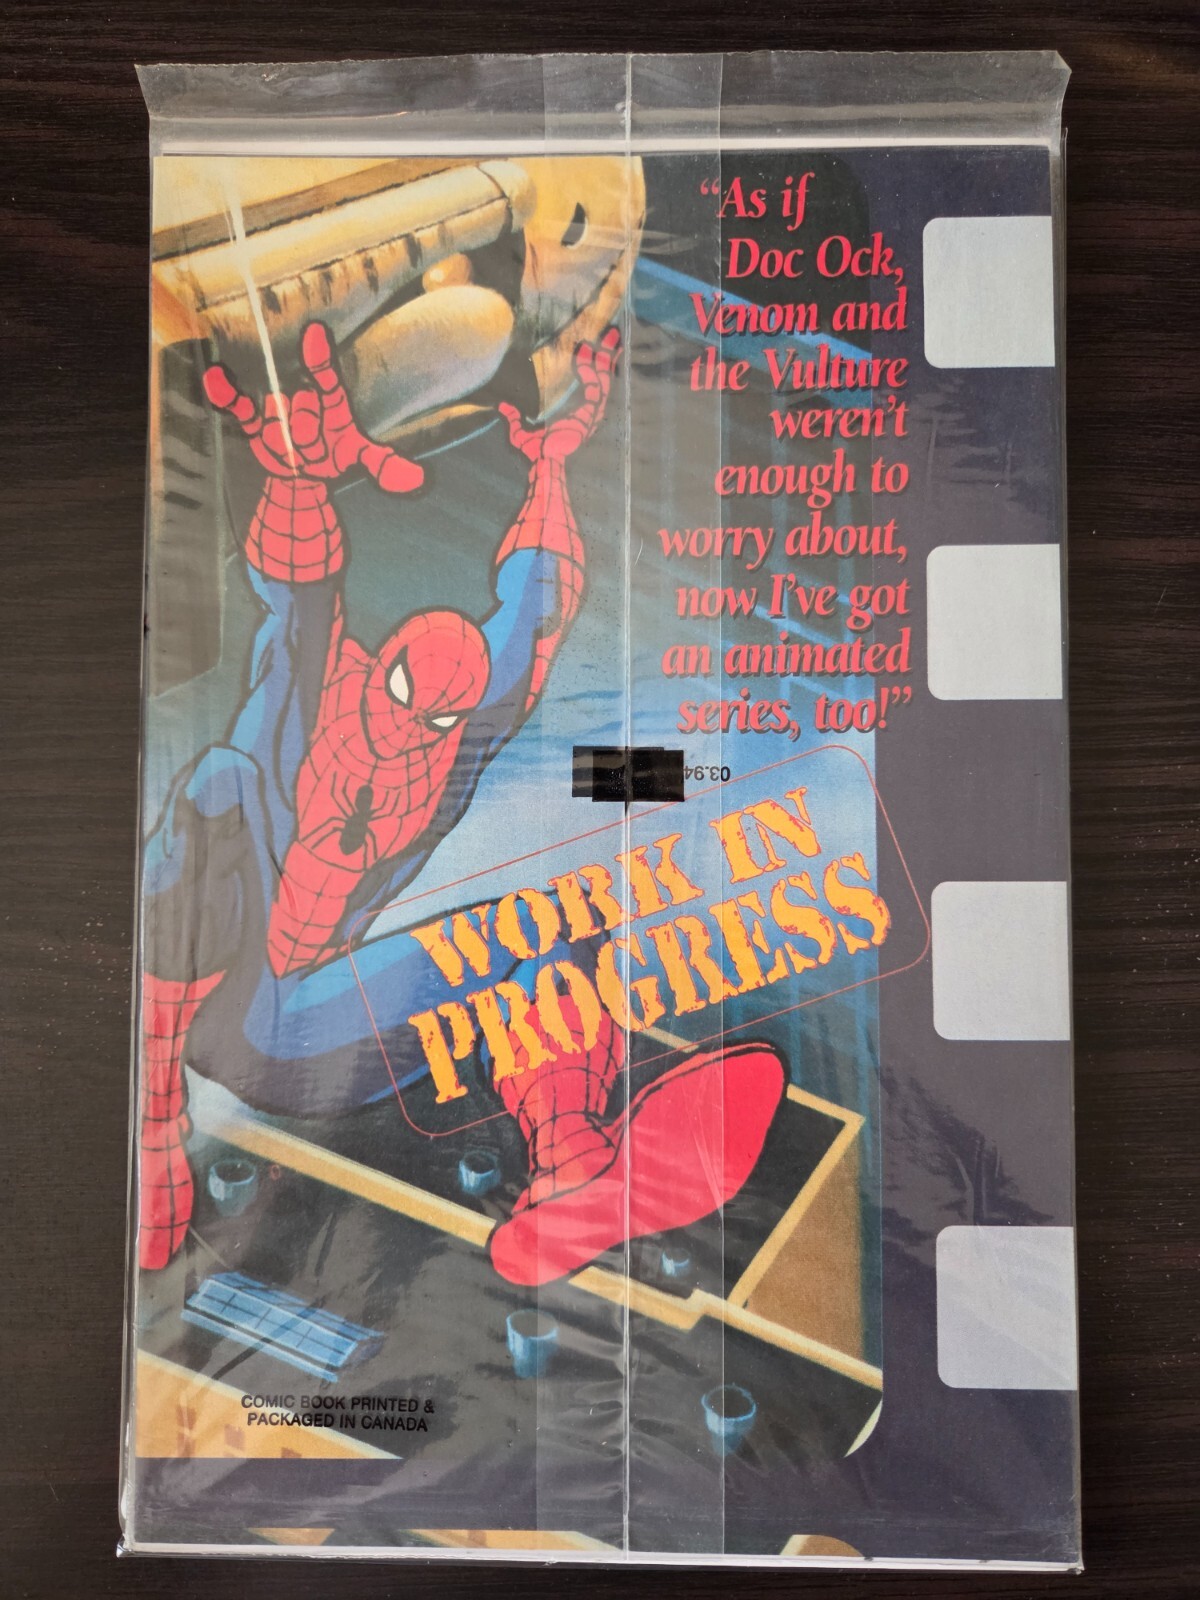 “As if
Doc Ock,
Venom and
the Vulture
weren't
enough to
worry about,
now I've got
an animated
series, too!”
03.94
WORK IN
PROGRESS
COMIC BOOK PRINTED &
PACKAGED IN CANADA